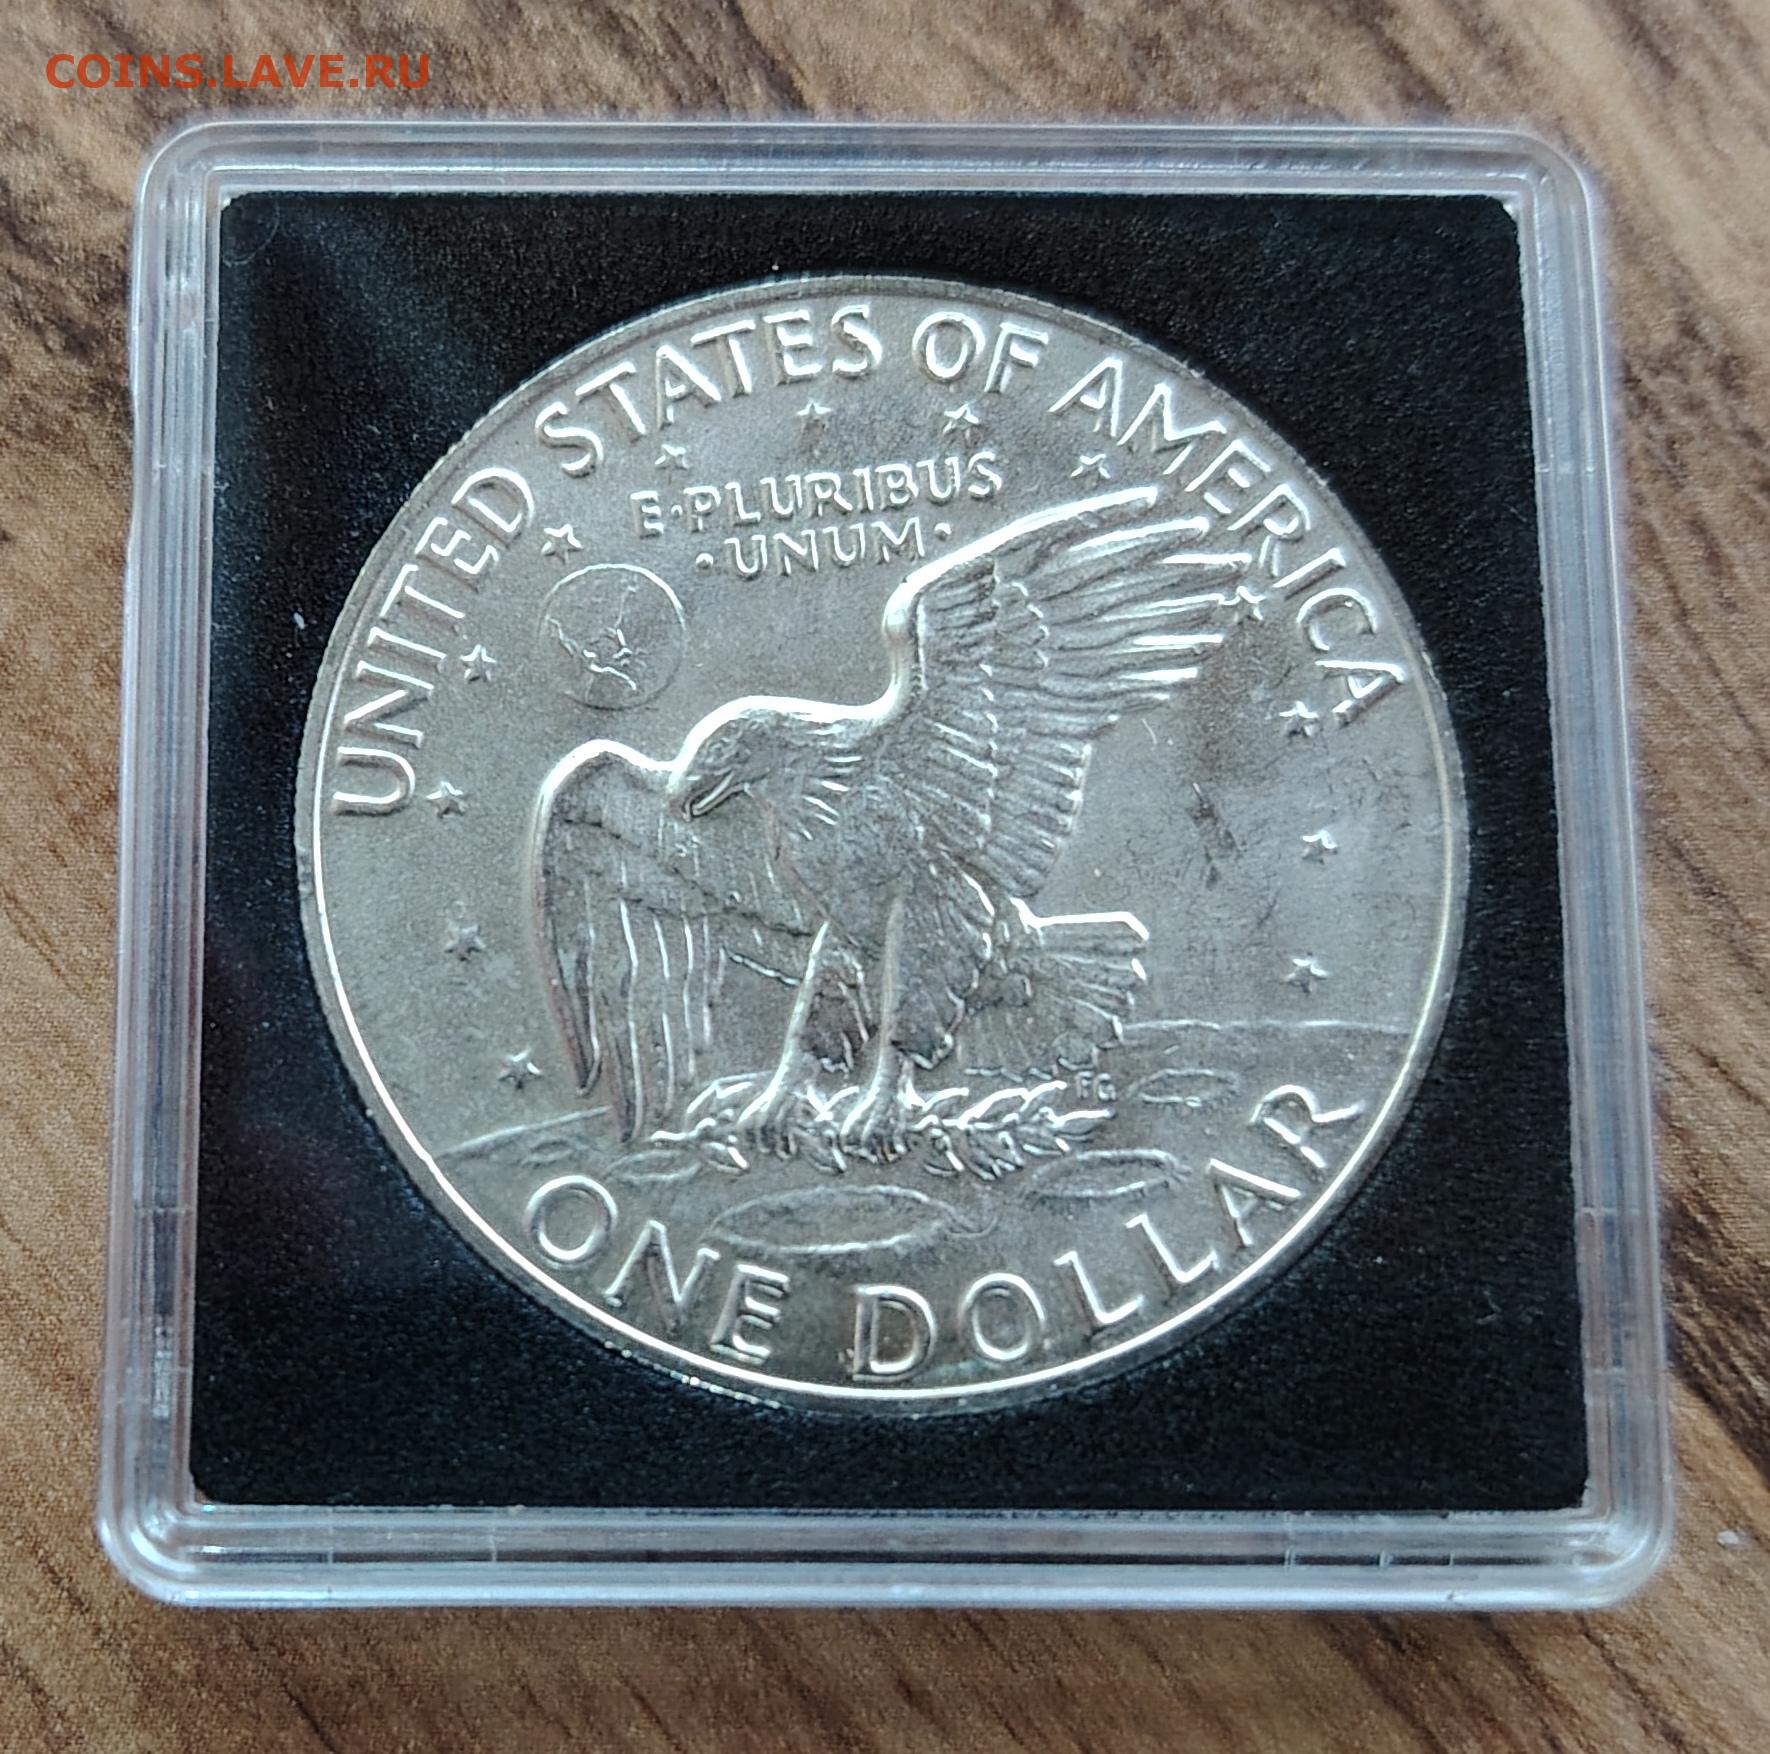 COINS.LAVE.RU
UNITED STATES OF AMERICA
E·PLURIBUS
·UNUM·
FG
ONE DOLLAR